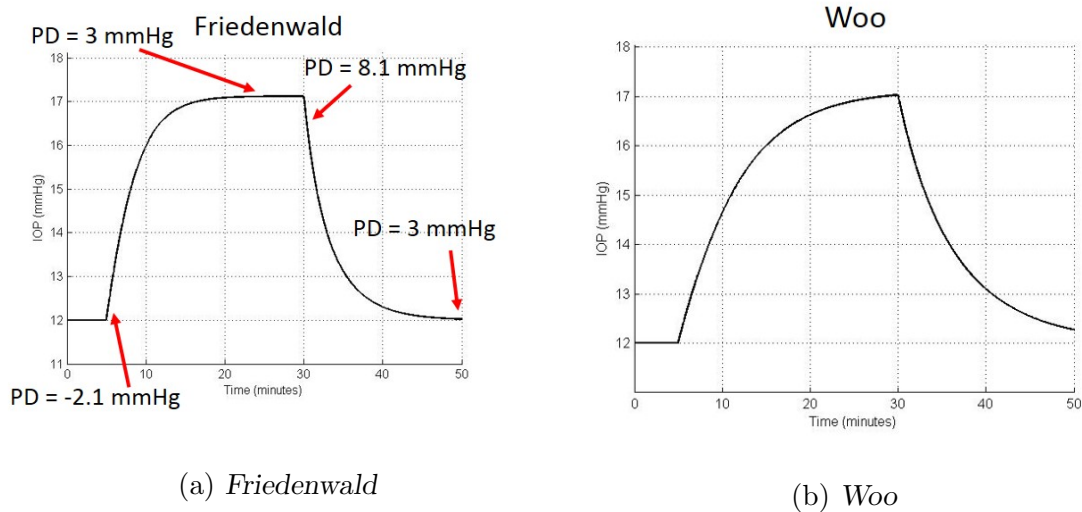 Friedenwald
PD = 3 mmHg
PD = 8.1 mmHg
PD = 3 mmHg
PD = -2.1 mmHg
18
17
16
15
14
13
12
11
IOP (mmHg)
0 10 20 30 40 50
Time (minutes)
(a) Friedenwald
Woo
18
17
16
15
14
13
12
IOP (mmHg)
0 10 20 30 40 50
Time (minutes)
(b) Woo